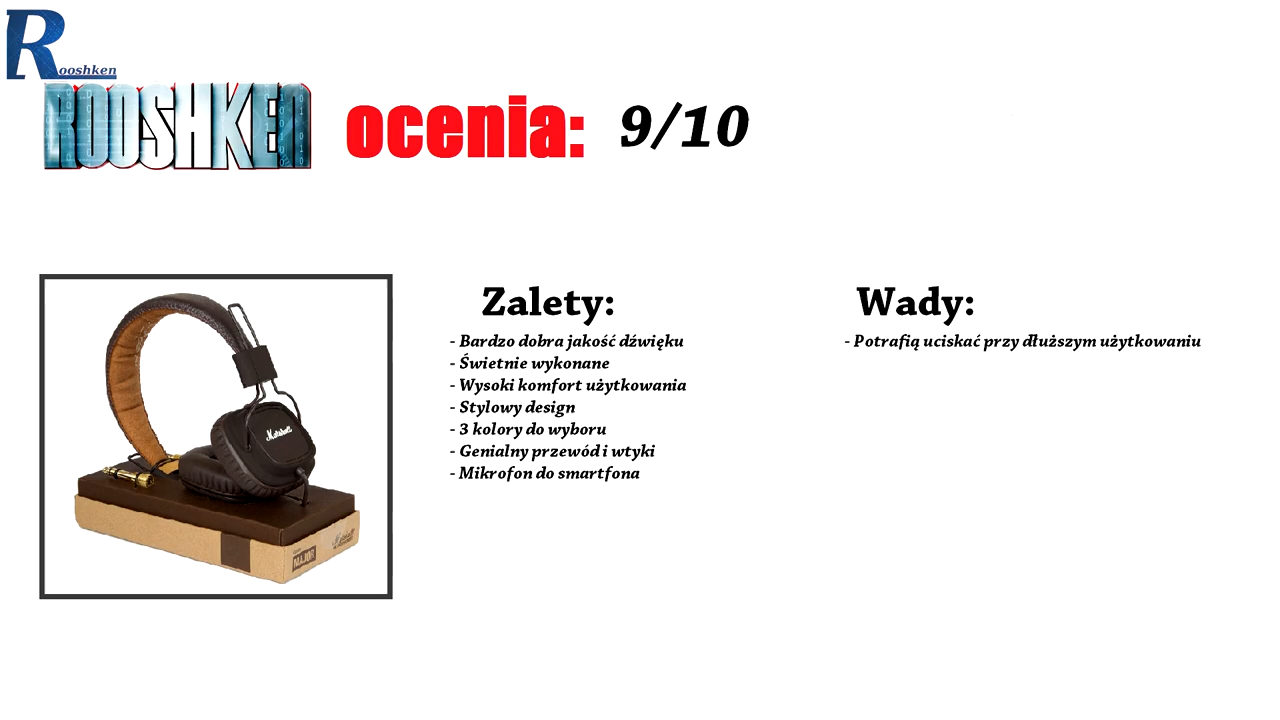 Rooshken
ROOSHKEN ocenia: 9/10
Zalety:
- Bardzo dobra jakość dźwięku
- Świetnie wykonane
- Wysoki komfort użytkowania
- Stylowy design
- 3 kolory do wyboru
- Genialny przewód i wtyki
- Mikrofon do smartfona
Wady:
- Potrafią uciskać przy dłuższym użytkowaniu
Marshall
MAJOR